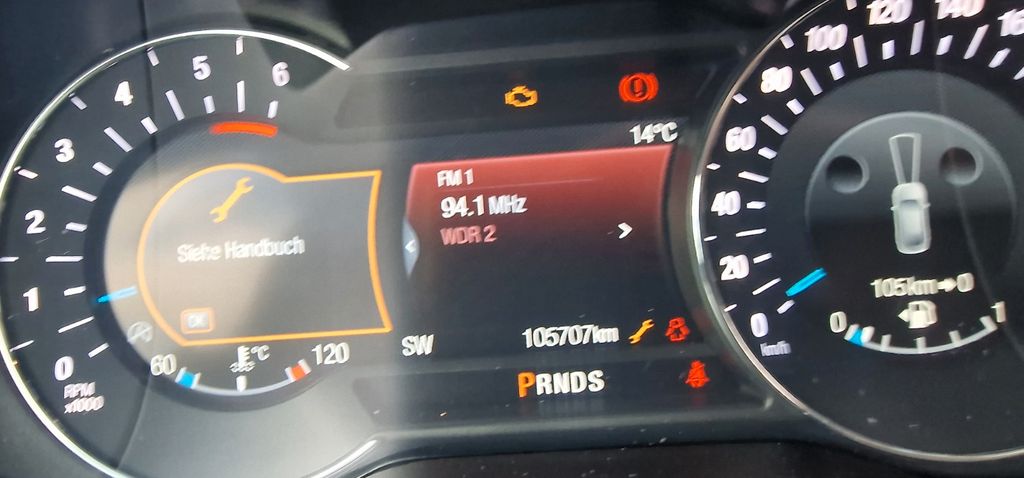 0
1
2
3
4
5
6
RPM
x1000
Siehe Handbuch
OK
60
°C
120
14°C
FM 1
94.1 MHz
WDR 2
SW
105707km
PRNDS
0
20
40
60
80
100
120
140
km/h
105km→0
0
1